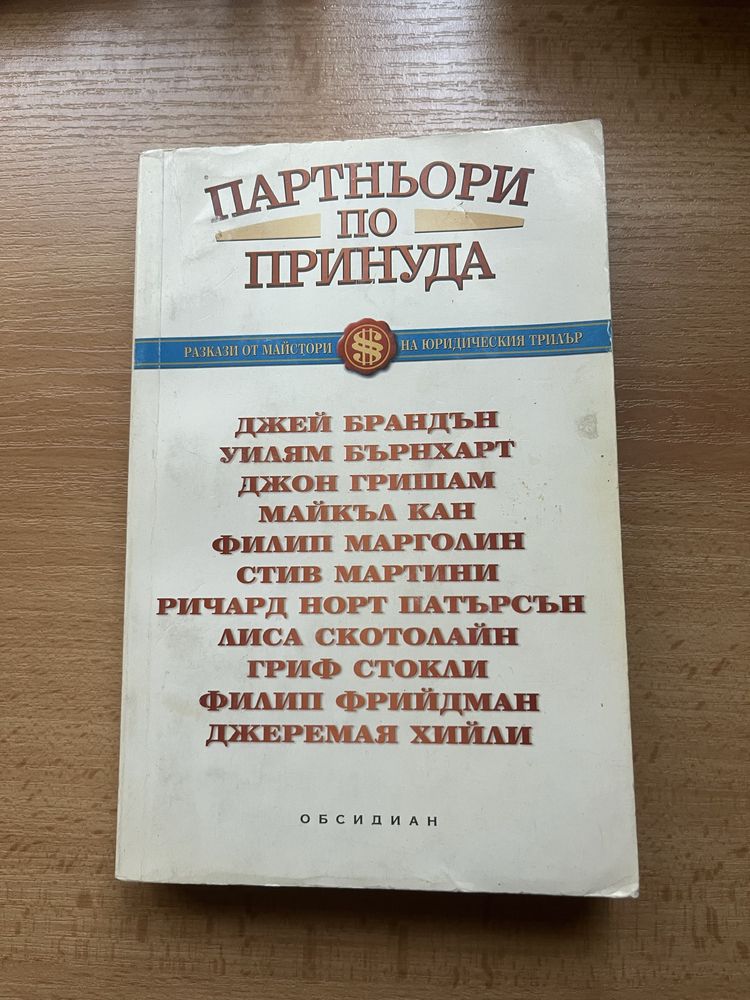 ПАРТНЬОРИ
ПО
ПРИНУДА
РАЗКАЗИ ОТ МАЙСТОРИ $ НА ЮРИДИЧЕСКИЯ ТРИЛЪР
ДЖЕЙ БРАНДЪН
УИЛЯМ БЪРНХАРТ
ДЖОН ГРИШАМ
МАЙКЪЛ КАН
ФИЛИП МАРГОЛИН
СТИВ МАРТИНИ
РИЧАРД НОРТ ПАТЪРСЪН
ЛИСА СКОТОЛАЙН
ГРИФ СТОКЛИ
ФИЛИП ФРИЙДМАН
ДЖЕРЕМАЯ ХИЙЛИ
ОБСИДИАН